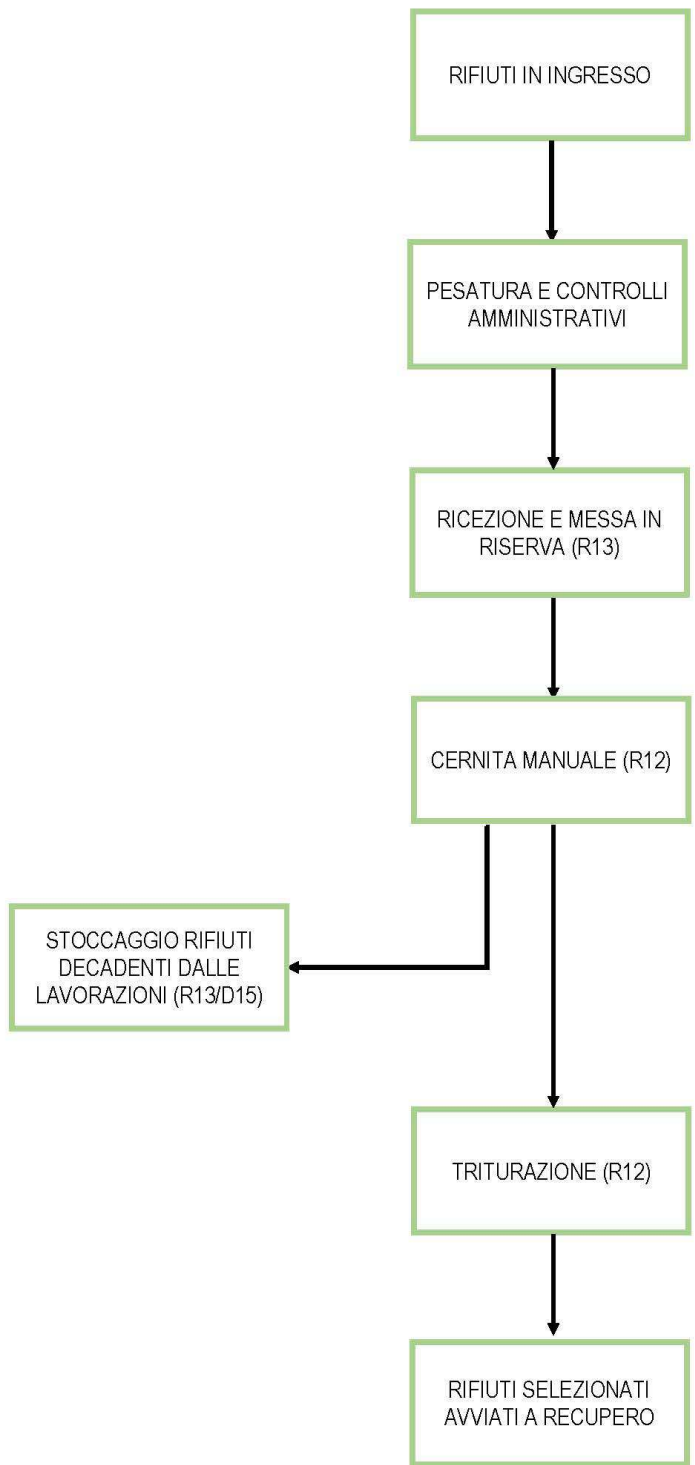 RIFIUTI IN INGRESSO
PESATURA E CONTROLLI
AMMINISTRATIVI
RICEZIONE E MESSA IN
RISERVA (R13)
CERNITA MANUALE (R12)
STOCCAGGIO RIFIUTI
DECADENTI DALLE
LAVORAZIONI (R13/D15)
TRITURAZIONE (R12)
RIFIUTI SELEZIONATI
AVVIATI A RECUPERO